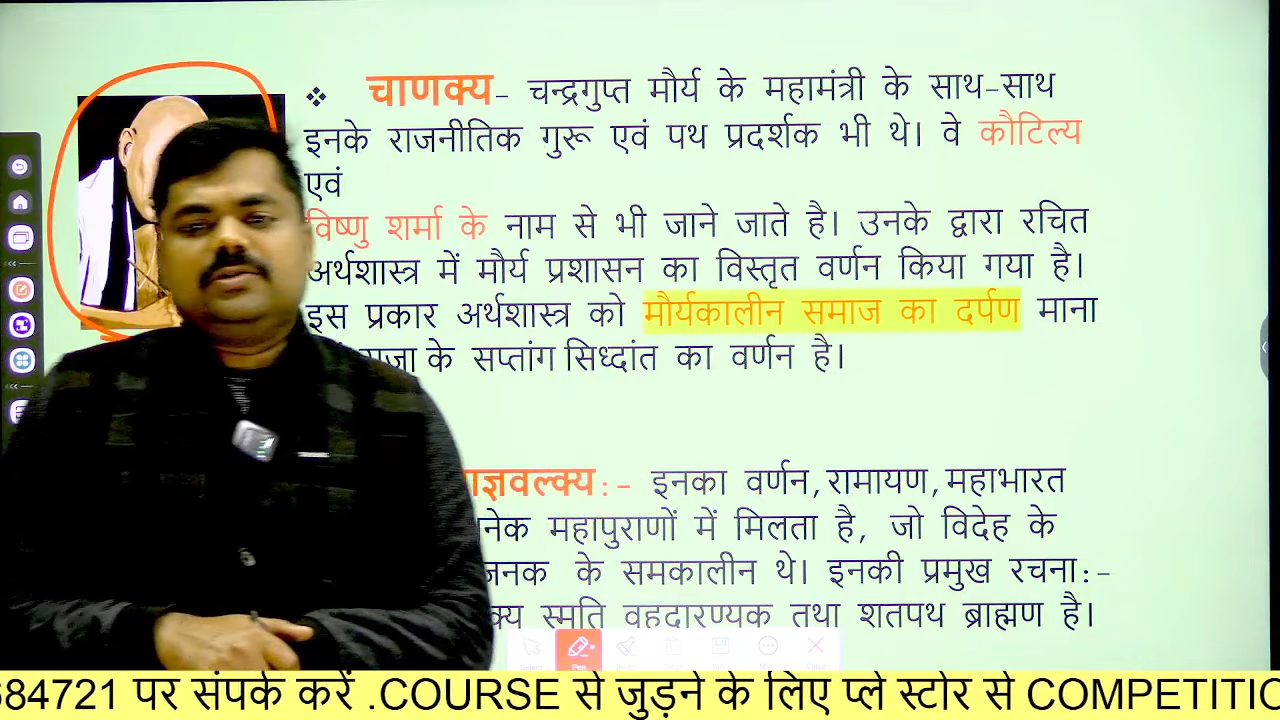 ❖ चाणक्य- चन्द्रगुप्त मौर्य के महामंत्री के साथ-साथ
इनके राजनीतिक गुरू एवं पथ प्रदर्शक भी थे। वे कौटिल्य
एवं
विष्णु शर्मा के नाम से भी जाने जाते है। उनके द्वारा रचित
अर्थशास्त्र में मौर्य प्रशासन का विस्तृत वर्णन किया गया है।
इस प्रकार अर्थशास्त्र को मौर्यकालीन समाज का दर्पण माना
के सप्तांग सिध्दांत का वर्णन है।
ाज्ञवल्क्य:- इनका वर्णन,रामायण,महाभारत
नेक महापुराणों में मिलता है, जो विदेह के
जनक के समकालीन थे। इनकी प्रमुख रचना:-
क्य स्मृति वृहदारण्यक तथा शतपथ ब्राह्मण है।
Pen
684721 पर संपर्क करें .COURSE से जुड़ने के लिए प्ले स्टोर से COMPETITIO